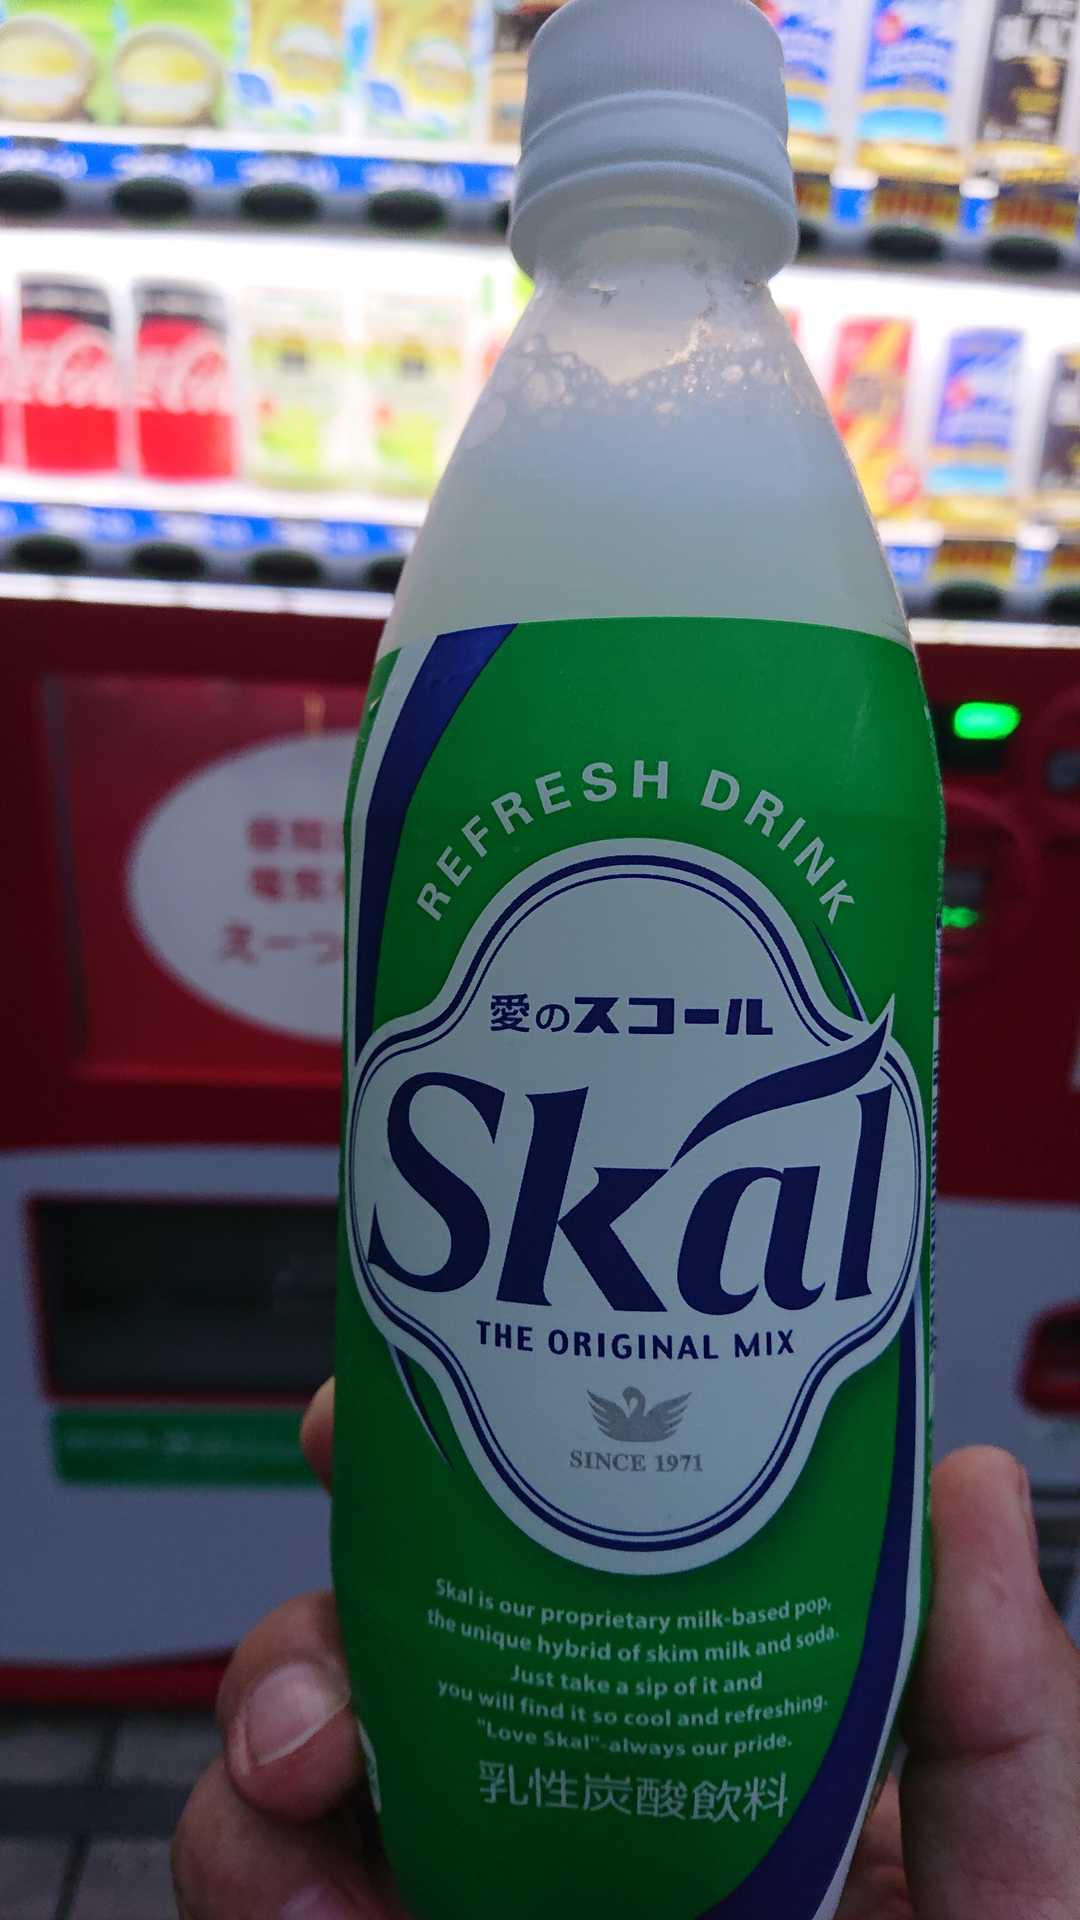 REFRESH DRINK
愛のスコール
Skal
THE ORIGINAL MIX
SINCE 1971
Skal is our proprietary milk-based pop,
the unique hybrid of skim milk and soda.
Just take a sip of it and
you will find it so cool and refreshing.
"Love Skal"-always our pride.
乳性炭酸飲料